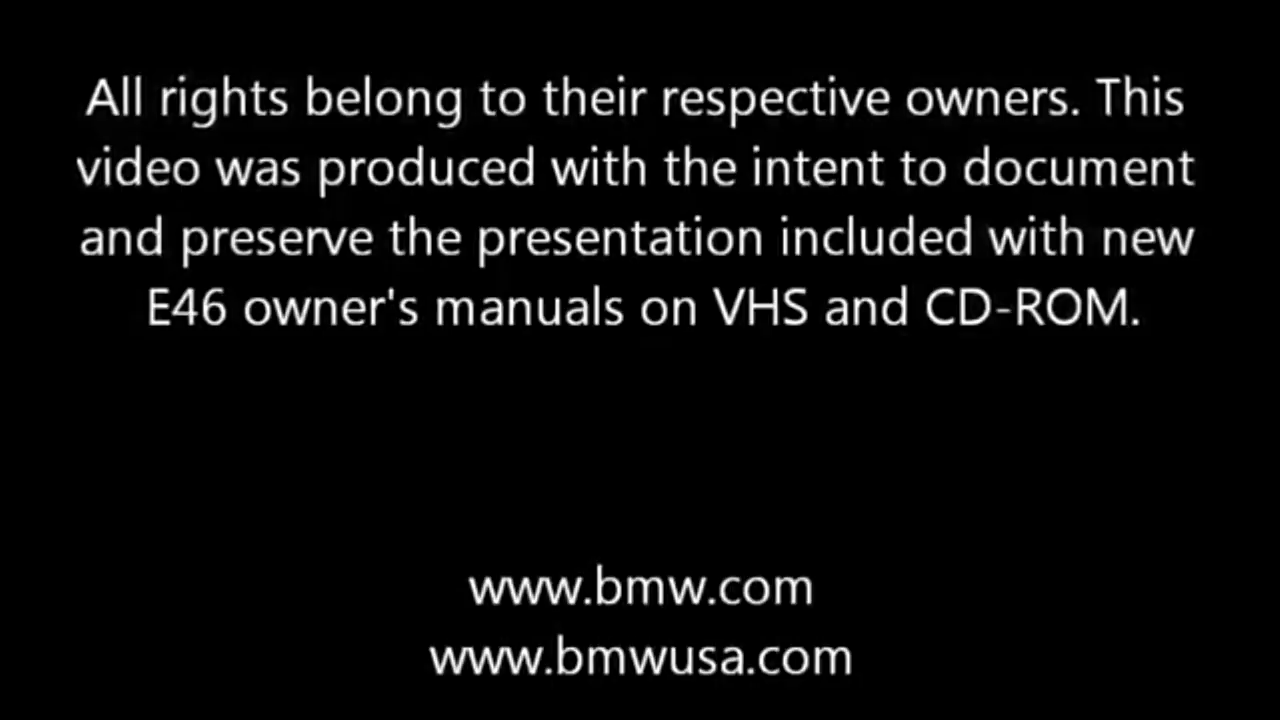 All rights belong to their respective owners. This
video was produced with the intent to document
and preserve the presentation included with new
E46 owner's manuals on VHS and CD-ROM.
www.bmw.com
www.bmwusa.com